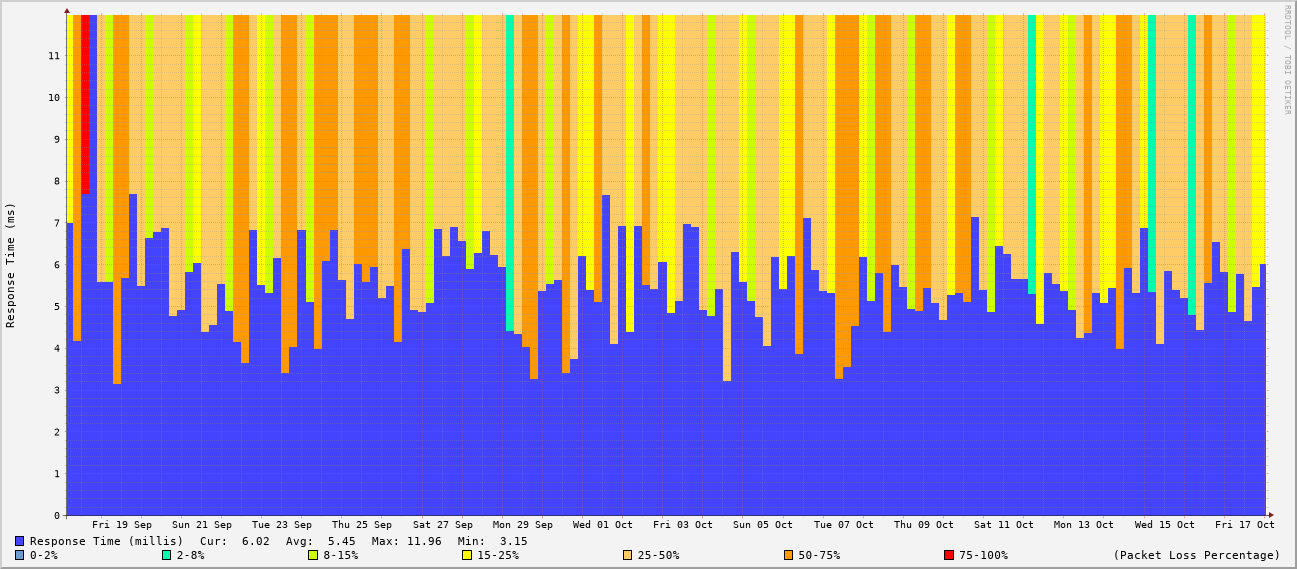 RRDTOOL / TOBI OETIKER
Response Time (ms)
11
10
9
8
7
6
5
4
3
2
1
0
Fri 19 Sep Sun 21 Sep Tue 23 Sep Thu 25 Sep Sat 27 Sep Mon 29 Sep Wed 01 Oct Fri 03 Oct Sun 05 Oct Tue 07 Oct Thu 09 Oct Sat 11 Oct Mon 13 Oct Wed 15 Oct Fri 17 Oct
Response Time (millis) Cur: 6.02 Avg: 5.45 Max: 11.96 Min: 3.15
0-2% 2-8% 8-15% 15-25% 25-50% 50-75% 75-100% (Packet Loss Percentage)